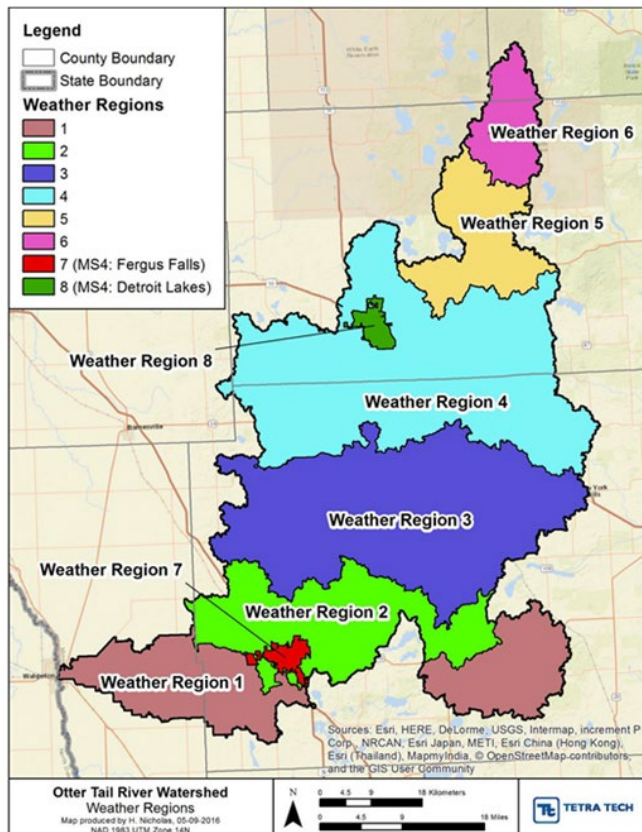 Legend
County Boundary
State Boundary
Weather Regions
1
2
3
4
5
6
7 (MS4: Fergus Falls)
8 (MS4: Detroit Lakes)
Weather Region 6
Weather Region 5
Weather Region 8
Weather Region 4
Barnesville
Weather Region 3
Weather Region 7
Weather Region 2
Weather Region 1
Wahpeton
Sources: Esri, HERE, DeLorme, USGS, Intermap, increment P
Corp., NRCAN, Esri Japan, METI, Esri China (Hong Kong),
Esri (Thailand), MapmyIndia, © OpenStreetMap contributors,
and the GIS User Community
Otter Tail River Watershed
Weather Regions
Map produced by H. Nicholas, 05-09-2016
NAD 1983 UTM Zone 14N
N
0 4.5 9 18 Kilometers
0 4.5 9 18 Miles
Tt
TETRA TECH